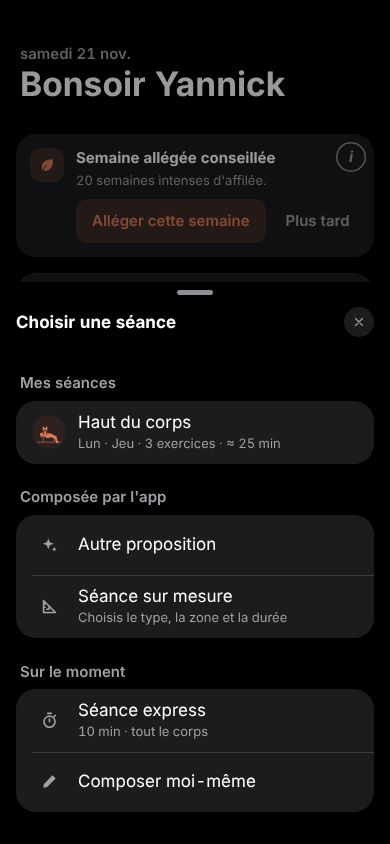 samedi 21 nov.
Bonsoir Yannick
Semaine allégée conseillée
i
20 semaines intenses d'affilée.
Alléger cette semaine
Plus tard
Choisir une séance
Mes séances
Haut du corps
Lun · Jeu · 3 exercices · ≈ 25 min
Composée par l'app
Autre proposition
Séance sur mesure
Choisis le type, la zone et la durée
Sur le moment
Séance express
10 min · tout le corps
Composer moi-même